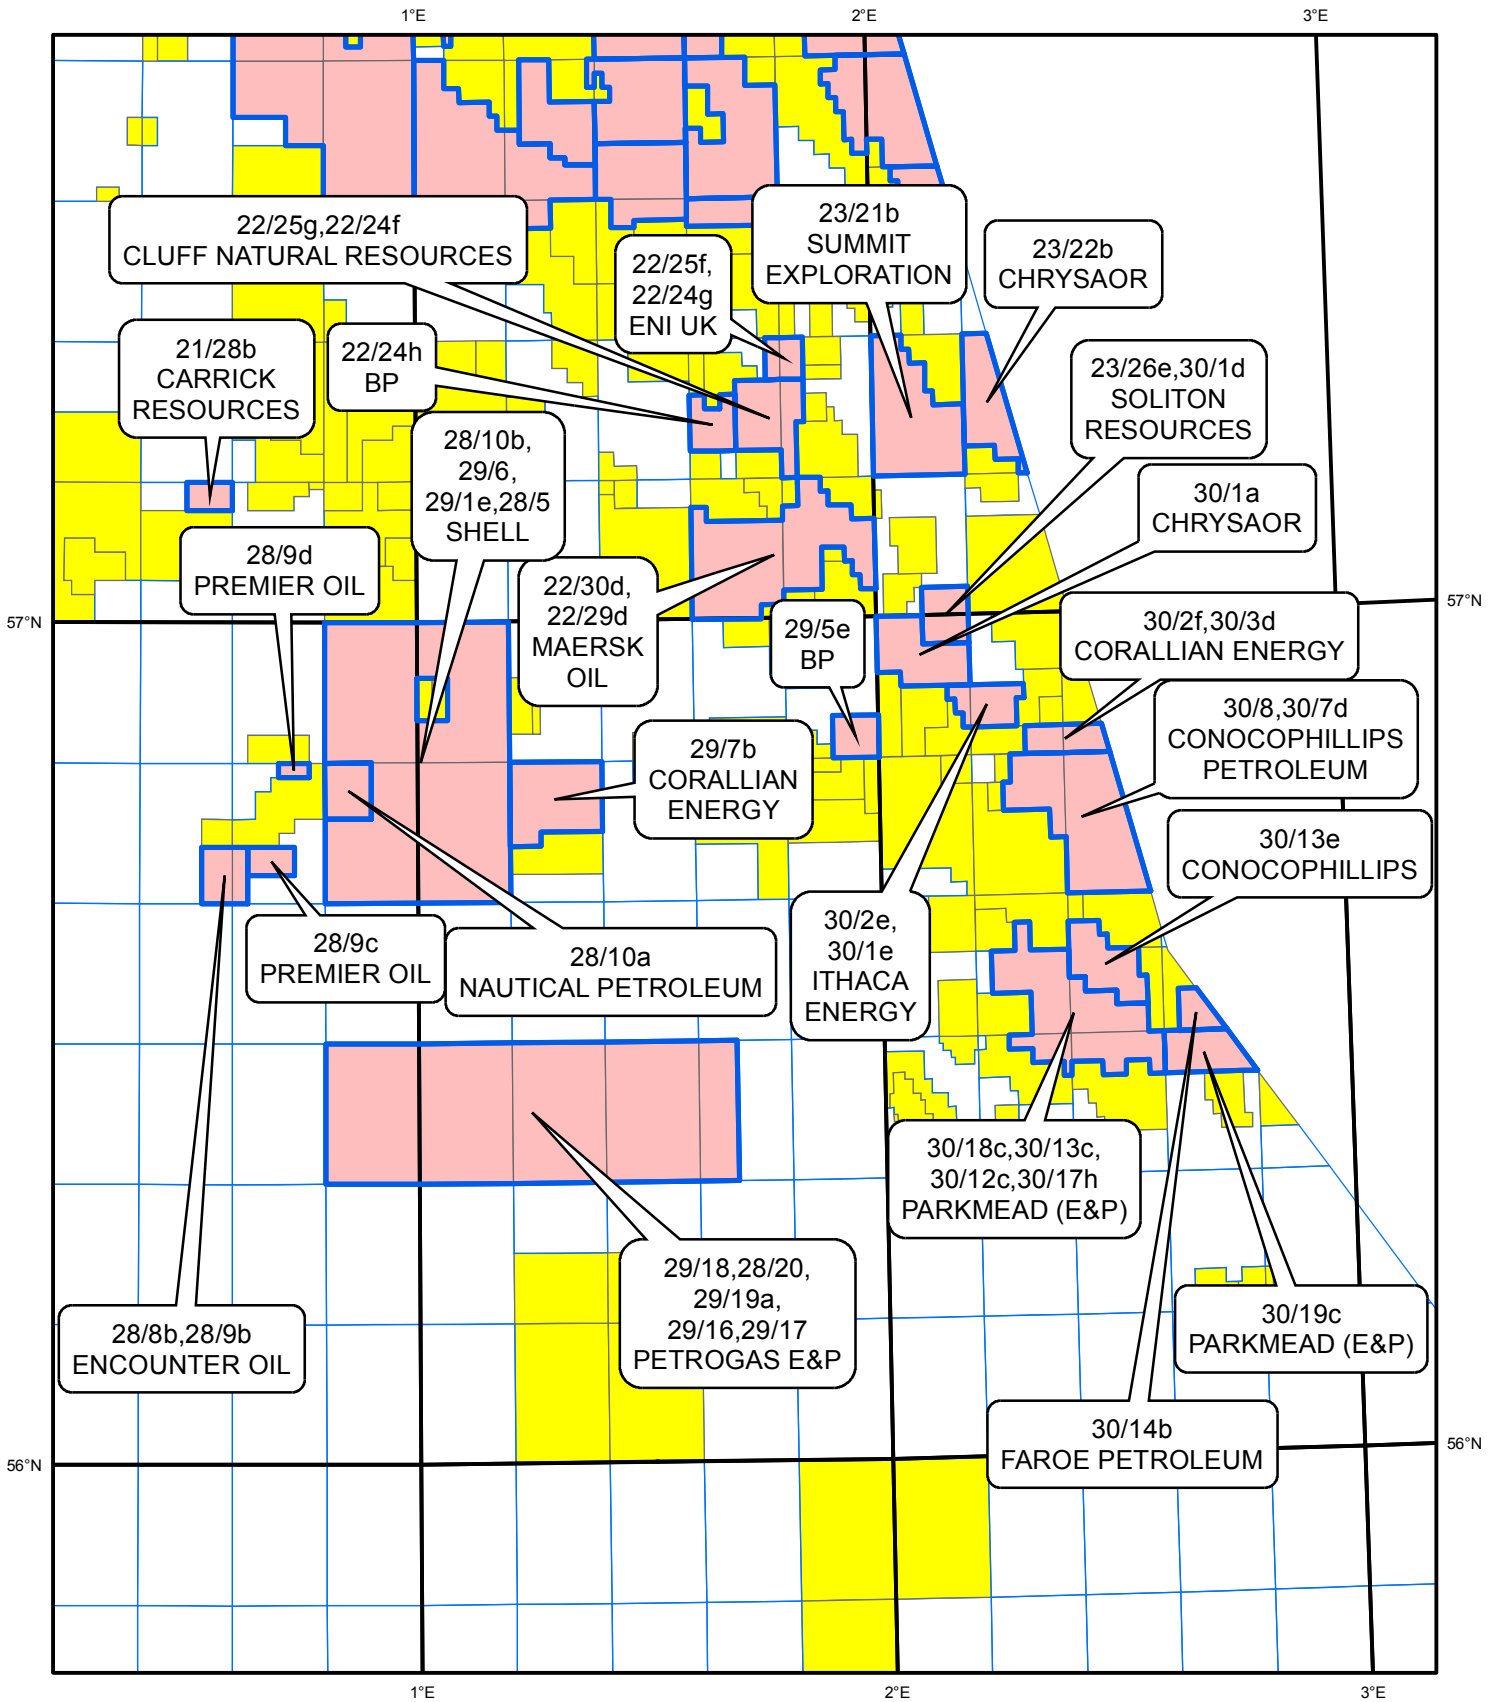 1°E
2°E
3°E
22/25g,22/24f
CLUFF NATURAL RESOURCES
22/25f,
22/24g
ENI UK
23/21b
SUMMIT
EXPLORATION
23/22b
CHRYSAOR
21/28b
CARRICK
RESOURCES
22/24h
BP
23/26e,30/1d
SOLITON
RESOURCES
28/10b,
29/6,
29/1e,28/5
SHELL
30/1a
CHRYSAOR
28/9d
PREMIER OIL
22/30d,
22/29d
MAERSK
OIL
57°N
57°N
29/5e
BP
30/2f,30/3d
CORALLIAN ENERGY
30/8,30/7d
CONOCOPHILLIPS
PETROLEUM
29/7b
CORALLIAN
ENERGY
30/13e
CONOCOPHILLIPS
28/9c
PREMIER OIL
28/10a
NAUTICAL PETROLEUM
30/2e,
30/1e
ITHACA
ENERGY
30/18c,30/13c,
30/12c,30/17h
PARKMEAD (E&P)
29/18,28/20,
29/19a,
29/16,29/17
PETROGAS E&P
28/8b,28/9b
ENCOUNTER OIL
30/19c
PARKMEAD (E&P)
30/14b
FAROE PETROLEUM
56°N
56°N
1°E
2°E
3°E